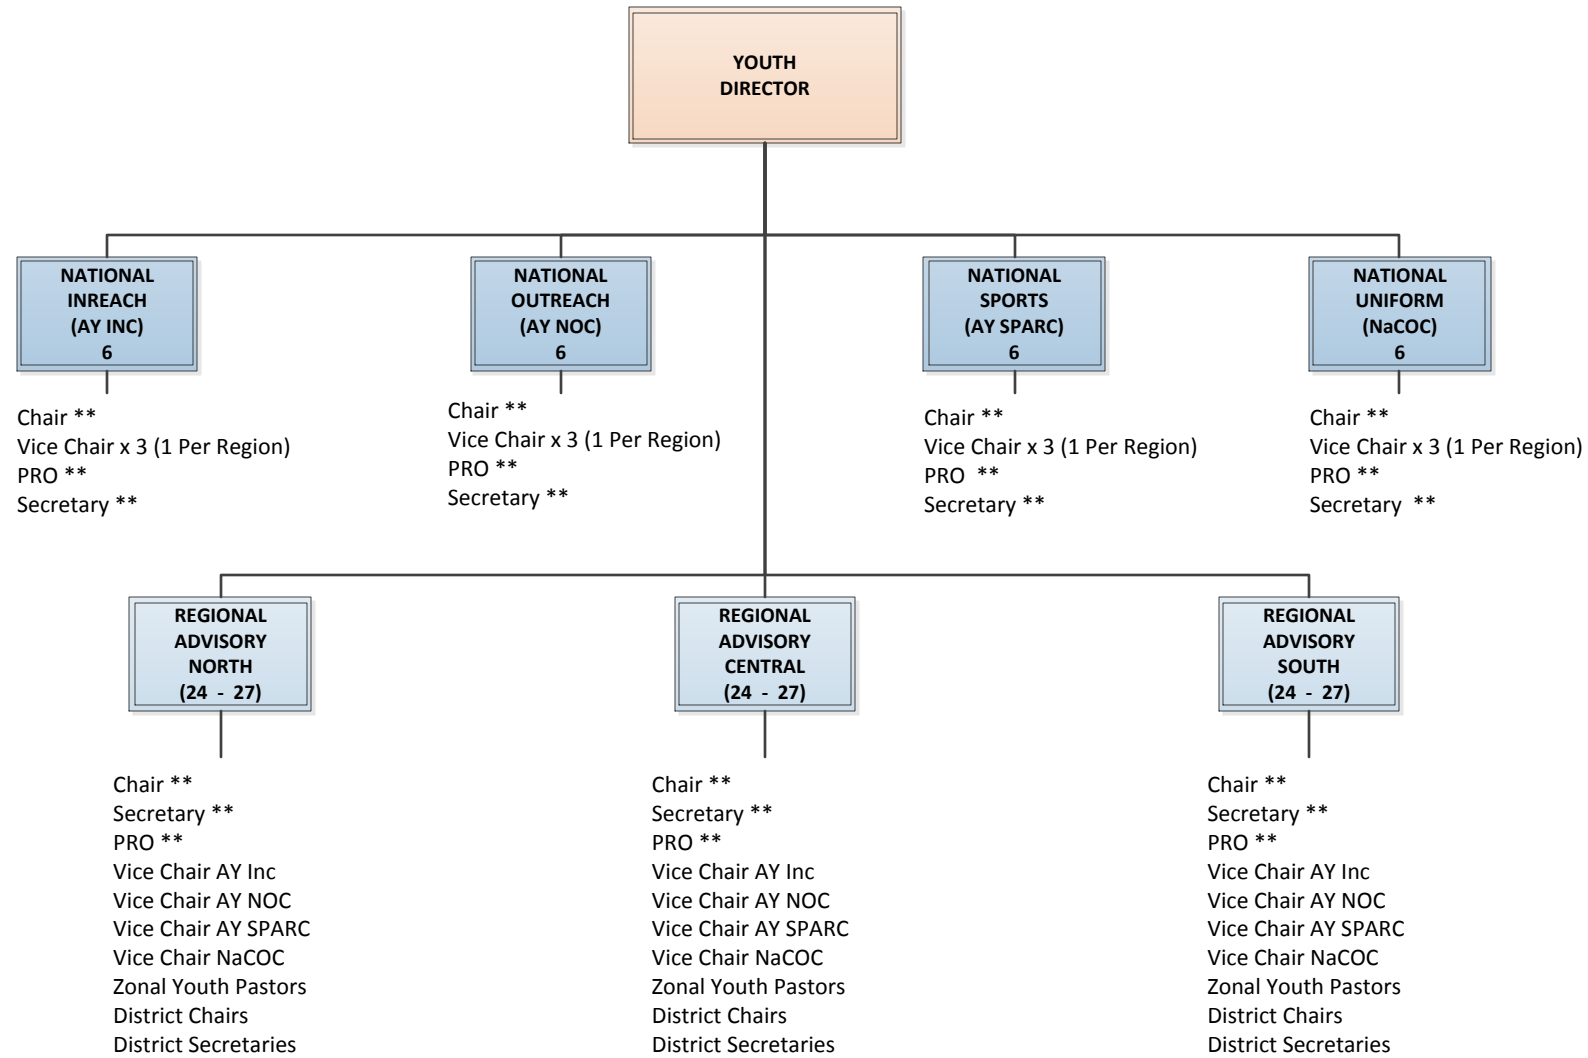 YOUTH
DIRECTOR
NATIONAL
INREACH
(AY INC)
6
NATIONAL
OUTREACH
(AY NOC)
6
NATIONAL
SPORTS
(AY SPARC)
6
NATIONAL
UNIFORM
(NaCOC)
6
Chair **
Vice Chair x 3 (1 Per Region)
PRO **
Secretary **
Chair **
Vice Chair x 3 (1 Per Region)
PRO **
Secretary **
Chair **
Vice Chair x 3 (1 Per Region)
PRO  **
Secretary **
Chair **
Vice Chair x 3 (1 Per Region)
PRO **
Secretary  **
REGIONAL
ADVISORY
NORTH
(24  -  27)
REGIONAL
ADVISORY
CENTRAL
(24  -  27)
REGIONAL
ADVISORY
SOUTH
(24  -  27)
Chair **
Secretary **
PRO **
Vice Chair AY Inc
Vice Chair AY NOC
Vice Chair AY SPARC
Vice Chair NaCOC
Zonal Youth Pastors
District Chairs
District Secretaries
Chair **
Secretary **
PRO **
Vice Chair AY Inc
Vice Chair AY NOC
Vice Chair AY SPARC
Vice Chair NaCOC
Zonal Youth Pastors
District Chairs
District Secretaries
Chair **
Secretary **
PRO **
Vice Chair AY Inc
Vice Chair AY NOC
Vice Chair AY SPARC
Vice Chair NaCOC
Zonal Youth Pastors
District Chairs
District Secretaries